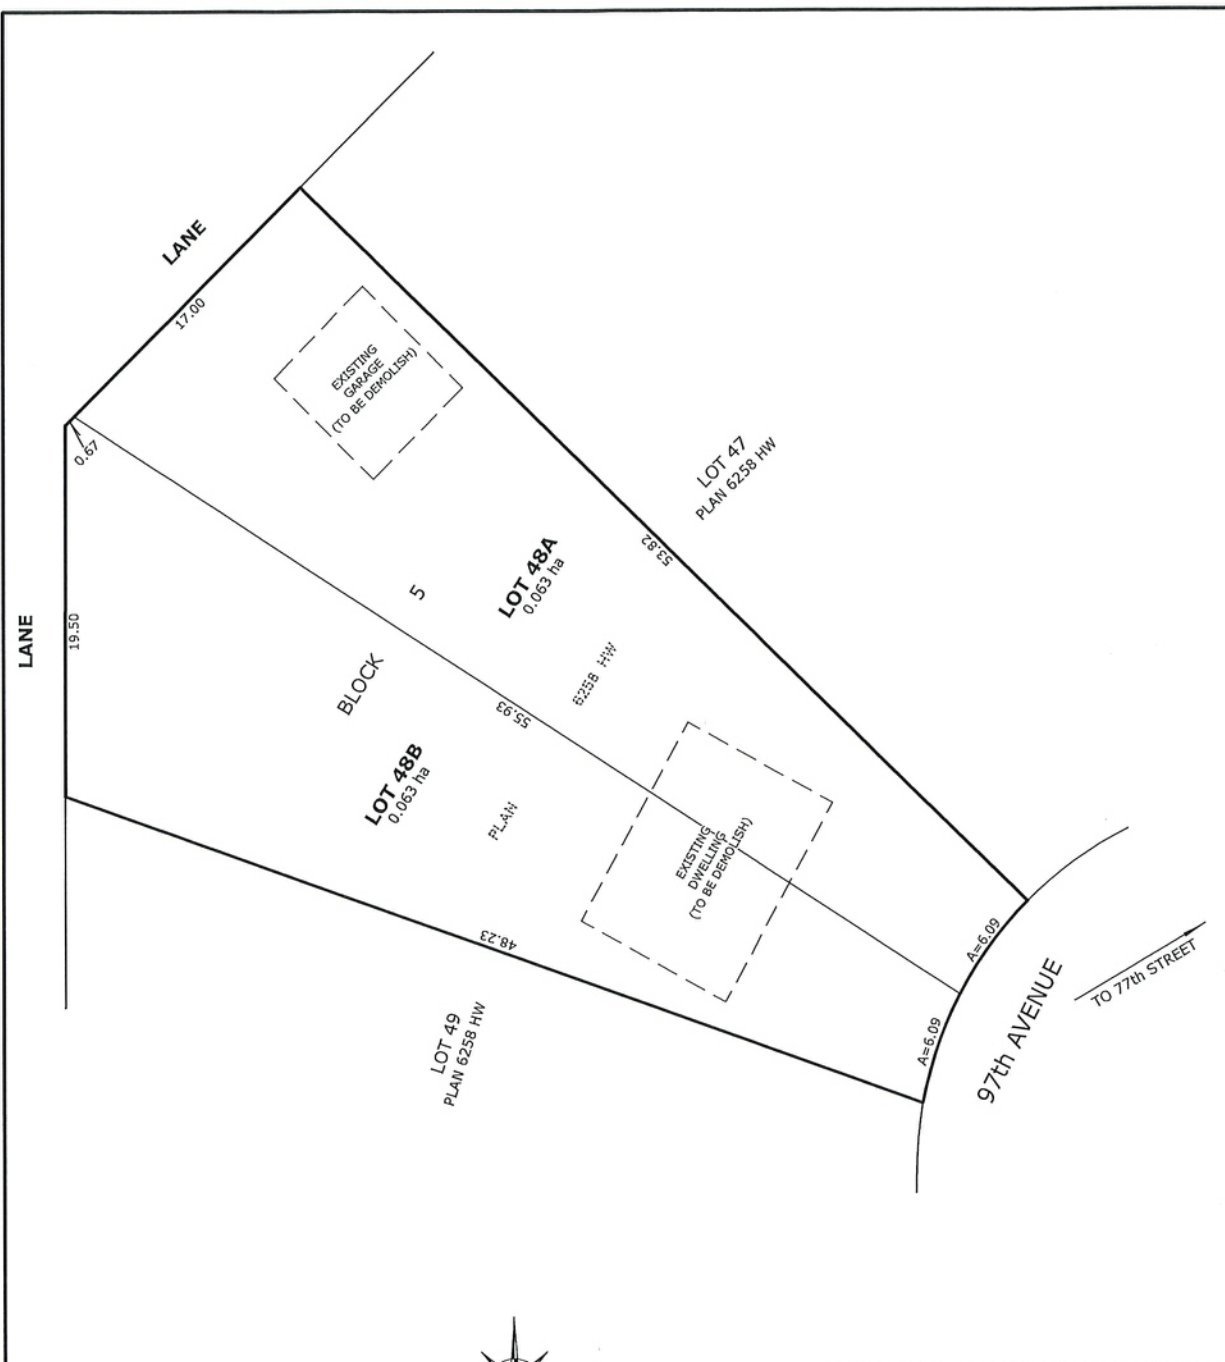 LANE
17.00
EXISTING
GARAGE
(TO BE DEMOLISH)
0.67
LOT 47
PLAN 6258 HW
53.82
LOT 48A
0.063 ha
5
LANE
19.50
BLOCK
6258 HW
55.93
LOT 48B
0.063 ha
PLAN
EXISTING
DWELLING
(TO BE DEMOLISH)
48.23
A=6.09
A=6.09
97th AVENUE
TO 77th STREET
LOT 49
PLAN 6258 HW